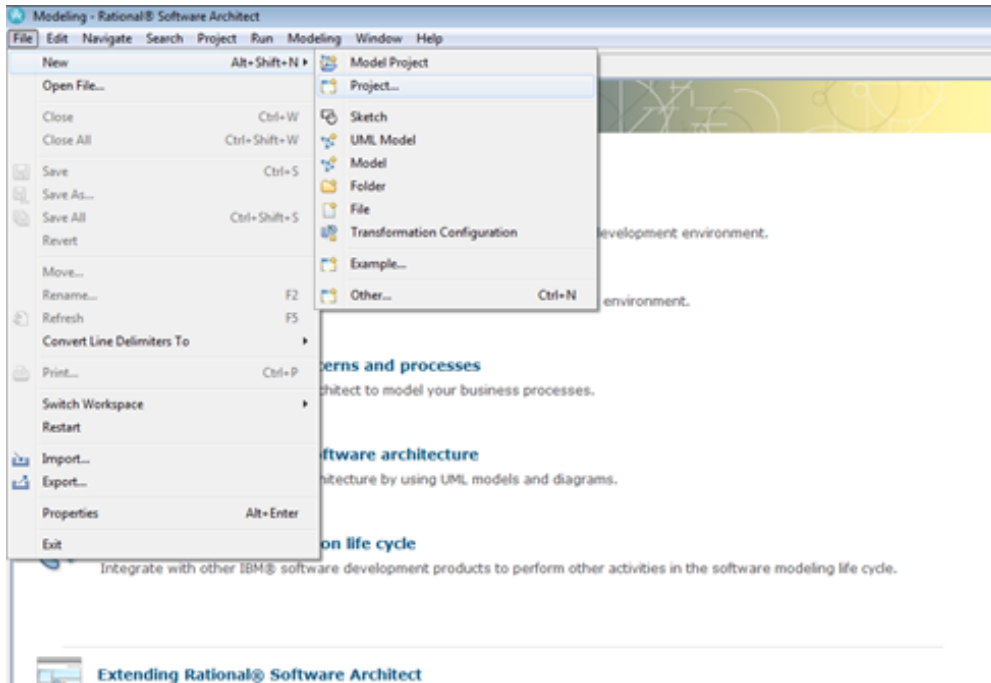 Modeling - Rational® Software Architect
File Edit Navigate Search Project Run Modeling Window Help
New Alt+Shift+N
Open File...
Close Ctrl+W
Close All Ctrl+Shift+W
Save Ctrl+S
Save As...
Save All Ctrl+Shift+S
Revert
Move...
Rename... F2
Refresh F5
Convert Line Delimiters To
Print... Ctrl+P
Switch Workspace
Restart
Import...
Export...
Properties Alt+Enter
Exit
Model Project
Project...
Sketch
UML Model
Model
Folder
File
Transformation Configuration
Example...
Other... Ctrl+N
evelopment environment.
environment.
erns and processes
chitect to model your business processes.
ftware architecture
hitecture by using UML models and diagrams.
on life cycle
Integrate with other IBM® software development products to perform other activities in the software modeling life cycle.
Extending Rational® Software Architect